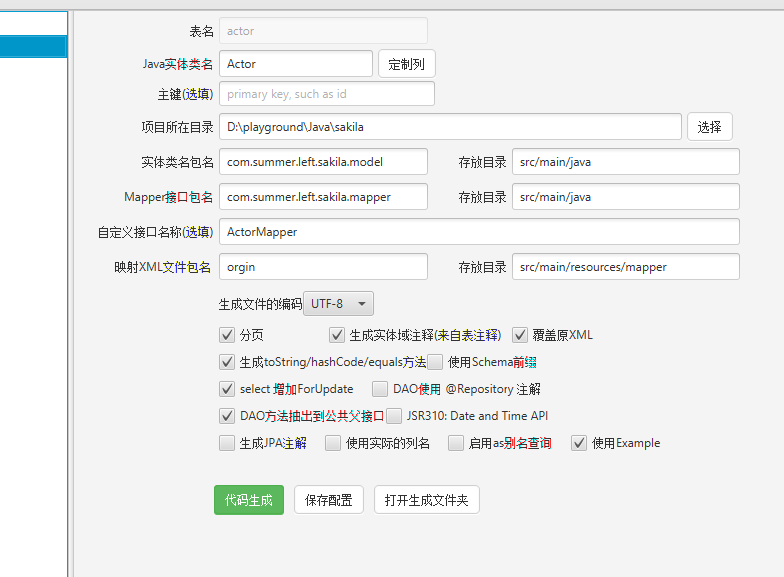 表名 actor
Java实体类名 Actor 定制列
主键(选填) primary key, such as id
项目所在目录 D:\playground\Java\sakila 选择
实体类名包名 com.summer.left.sakila.model 存放目录 src/main/java
Mapper接口包名 com.summer.left.sakila.mapper 存放目录 src/main/java
自定义接口名称(选填) ActorMapper
映射XML文件包名 orgin 存放目录 src/main/resources/mapper
生成文件的编码 UTF-8
分页 生成实体域注释(来自表注释) 覆盖原XML
生成toString/hashCode/equals方法 使用Schema前缀
select 增加ForUpdate DAO使用 @Repository 注解
DAO方法抽出到公共父接口 JSR310: Date and Time API
生成JPA注解 使用实际的列名 启用as别名查询 使用Example
代码生成 保存配置 打开生成文件夹